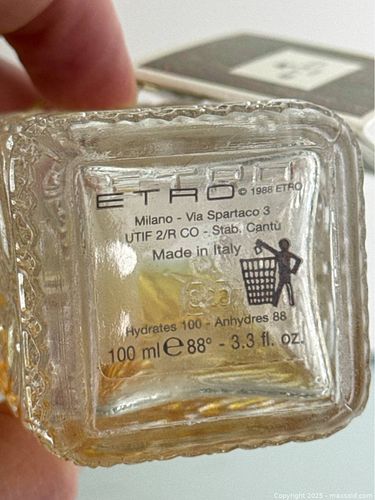 ETRO © 1988 ETRO
Milano - Via Spartaco 3
UTIF 2/R CO - Stab. Cantù
Made in Italy
Hydrates 100 - Anhydres 88
100 ml ℮ 88° - 3.3 fl. oz.
Copyright 2025 - maxsold.com